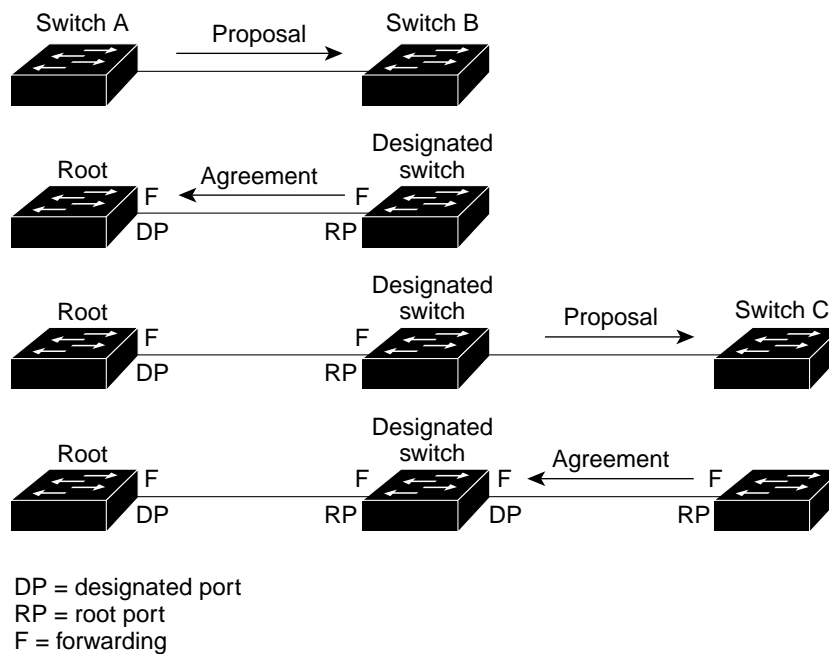 Switch A
Proposal
Switch B
Root
F
Agreement
F
Designated
switch
DP
RP
Root
F
F
Designated
switch
Proposal
Switch C
DP
RP
Root
F
F
Designated
switch
F
Agreement
F
DP
RP
DP
RP
DP = designated port
RP = root port
F = forwarding